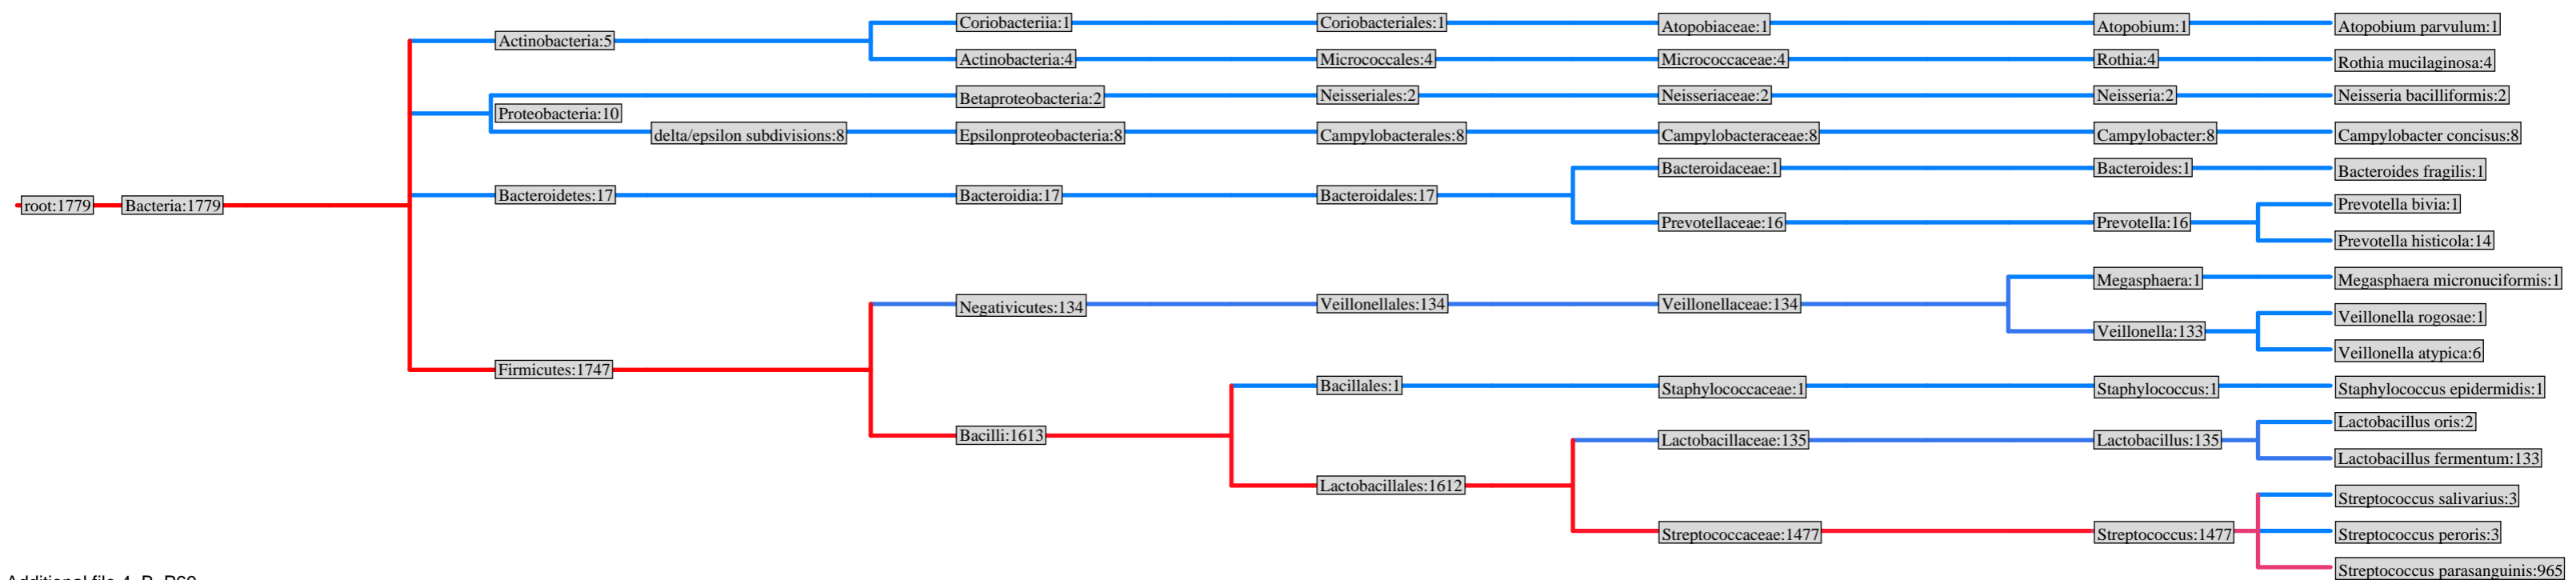 Coriobacteriia:1
Coriobacteriales:1
Atopobiaceae:1
Atopobium:1
Atopobium parvulum:1
Actinobacteria:5
Actinobacteria:4
Micrococcales:4
Micrococcaceae:4
Rothia:4
Rothia mucilaginosa:4
Betaproteobacteria:2
Neisseriales:2
Neisseriaceae:2
Neisseria:2
Neisseria bacilliformis:2
Proteobacteria:10
delta/epsilon subdivisions:8
Epsilonproteobacteria:8
Campylobacterales:8
Campylobacteraceae:8
Campylobacter:8
Campylobacter concisus:8
Bacteroidaceae:1
Bacteroides:1
Bacteroides fragilis:1
Bacteroidetes:17
Bacteroidia:17
Bacteroidales:17
root:1779
Bacteria:1779
Prevotella bivia:1
Prevotellaceae:16
Prevotella:16
Prevotella histicola:14
Megasphaera:1
Megasphaera micronuciformis:1
Negativicutes:134
Veillonellales:134
Veillonellaceae:134
Veillonella rogosae:1
Veillonella:133
Veillonella atypica:6
Firmicutes:1747
Bacillales:1
Staphylococcaceae:1
Staphylococcus:1
Staphylococcus epidermidis:1
Lactobacillus oris:2
Bacilli:1613
Lactobacillaceae:135
Lactobacillus:135
Lactobacillus fermentum:133
Lactobacillales:1612
Streptococcus salivarius:3
Streptococcaceae:1477
Streptococcus:1477
Streptococcus peroris:3
Streptococcus parasanguinis:965